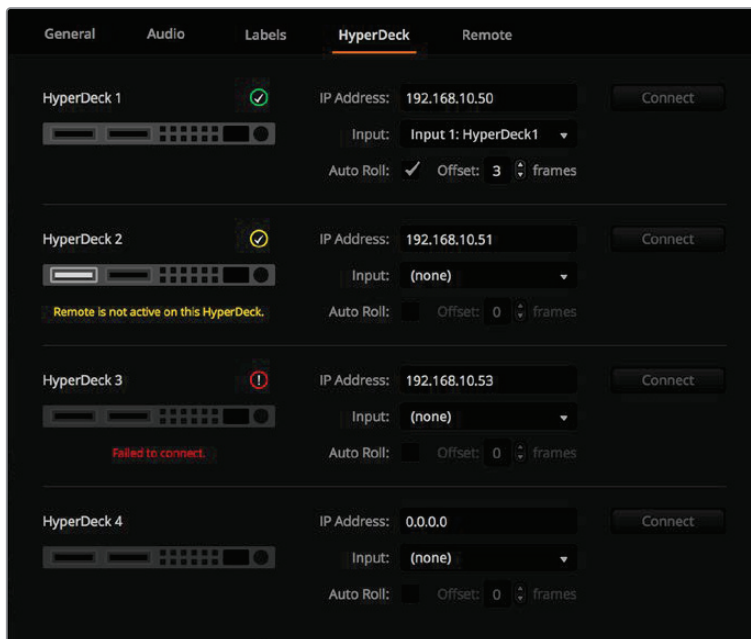 General Audio Labels HyperDeck Remote
HyperDeck 1 IP Address: 192.168.10.50 Connect
Input: Input 1: HyperDeck1
Auto Roll: Offset: 3 frames
HyperDeck 2 IP Address: 192.168.10.51 Connect
Input: (none)
Remote is not active on this HyperDeck. Auto Roll: Offset: 0 frames
HyperDeck 3 IP Address: 192.168.10.53 Connect
Input: (none)
Failed to connect. Auto Roll: Offset: 0 frames
HyperDeck 4 IP Address: 0.0.0.0 Connect
Input: (none)
Auto Roll: Offset: 0 frames